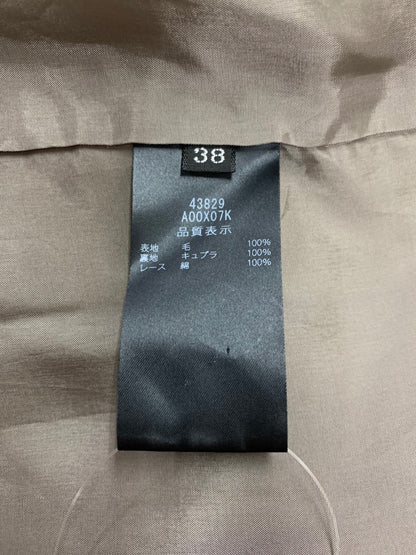 38
43829
A00X07K
品質表示
表地 毛 100%
裏地 キュプラ 100%
レース 綿 100%